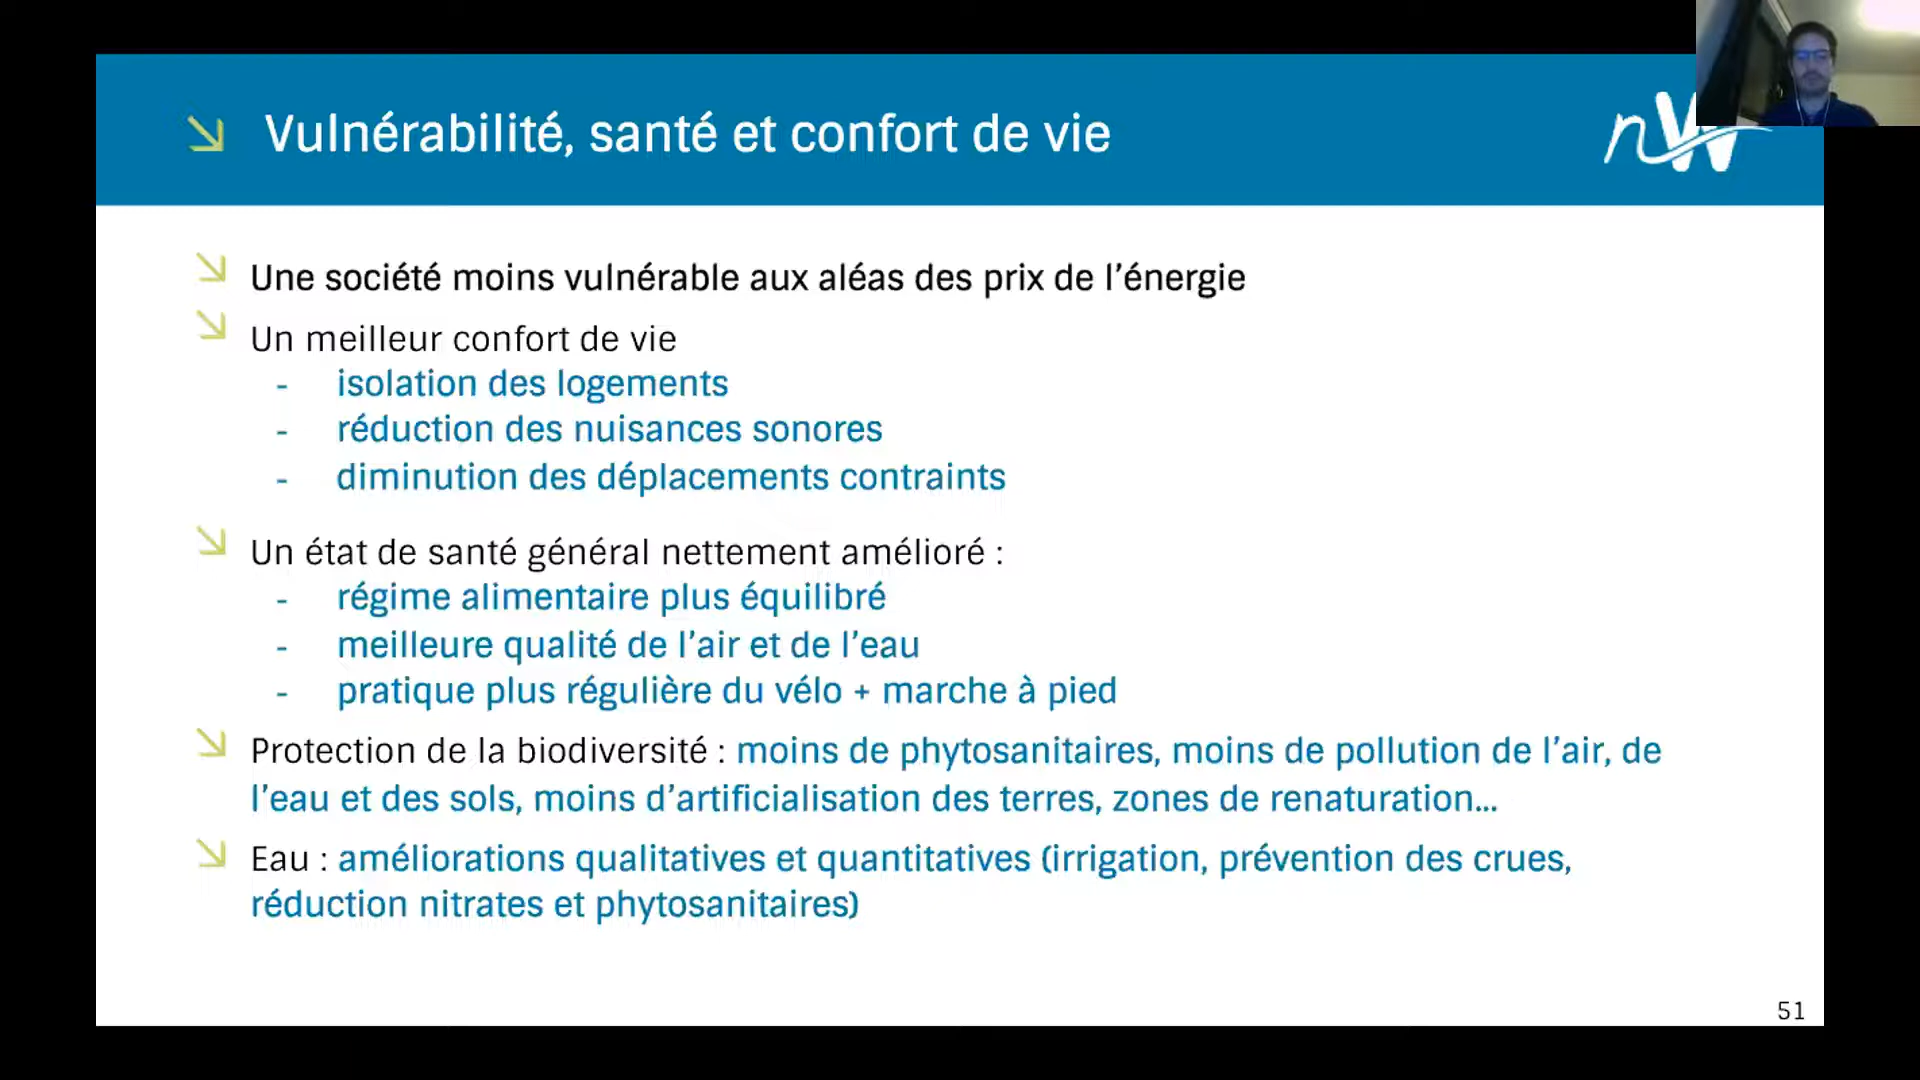 Vulnérabilité, santé et confort de vie
nW
Une société moins vulnérable aux aléas des prix de l’énergie
Un meilleur confort de vie
- isolation des logements
- réduction des nuisances sonores
- diminution des déplacements contraints
Un état de santé général nettement amélioré :
- régime alimentaire plus équilibré
- meilleure qualité de l’air et de l’eau
- pratique plus régulière du vélo + marche à pied
Protection de la biodiversité : moins de phytosanitaires, moins de pollution de l’air, de
l’eau et des sols, moins d’artificialisation des terres, zones de renaturation...
Eau : améliorations qualitatives et quantitatives (irrigation, prévention des crues,
réduction nitrates et phytosanitaires)
51